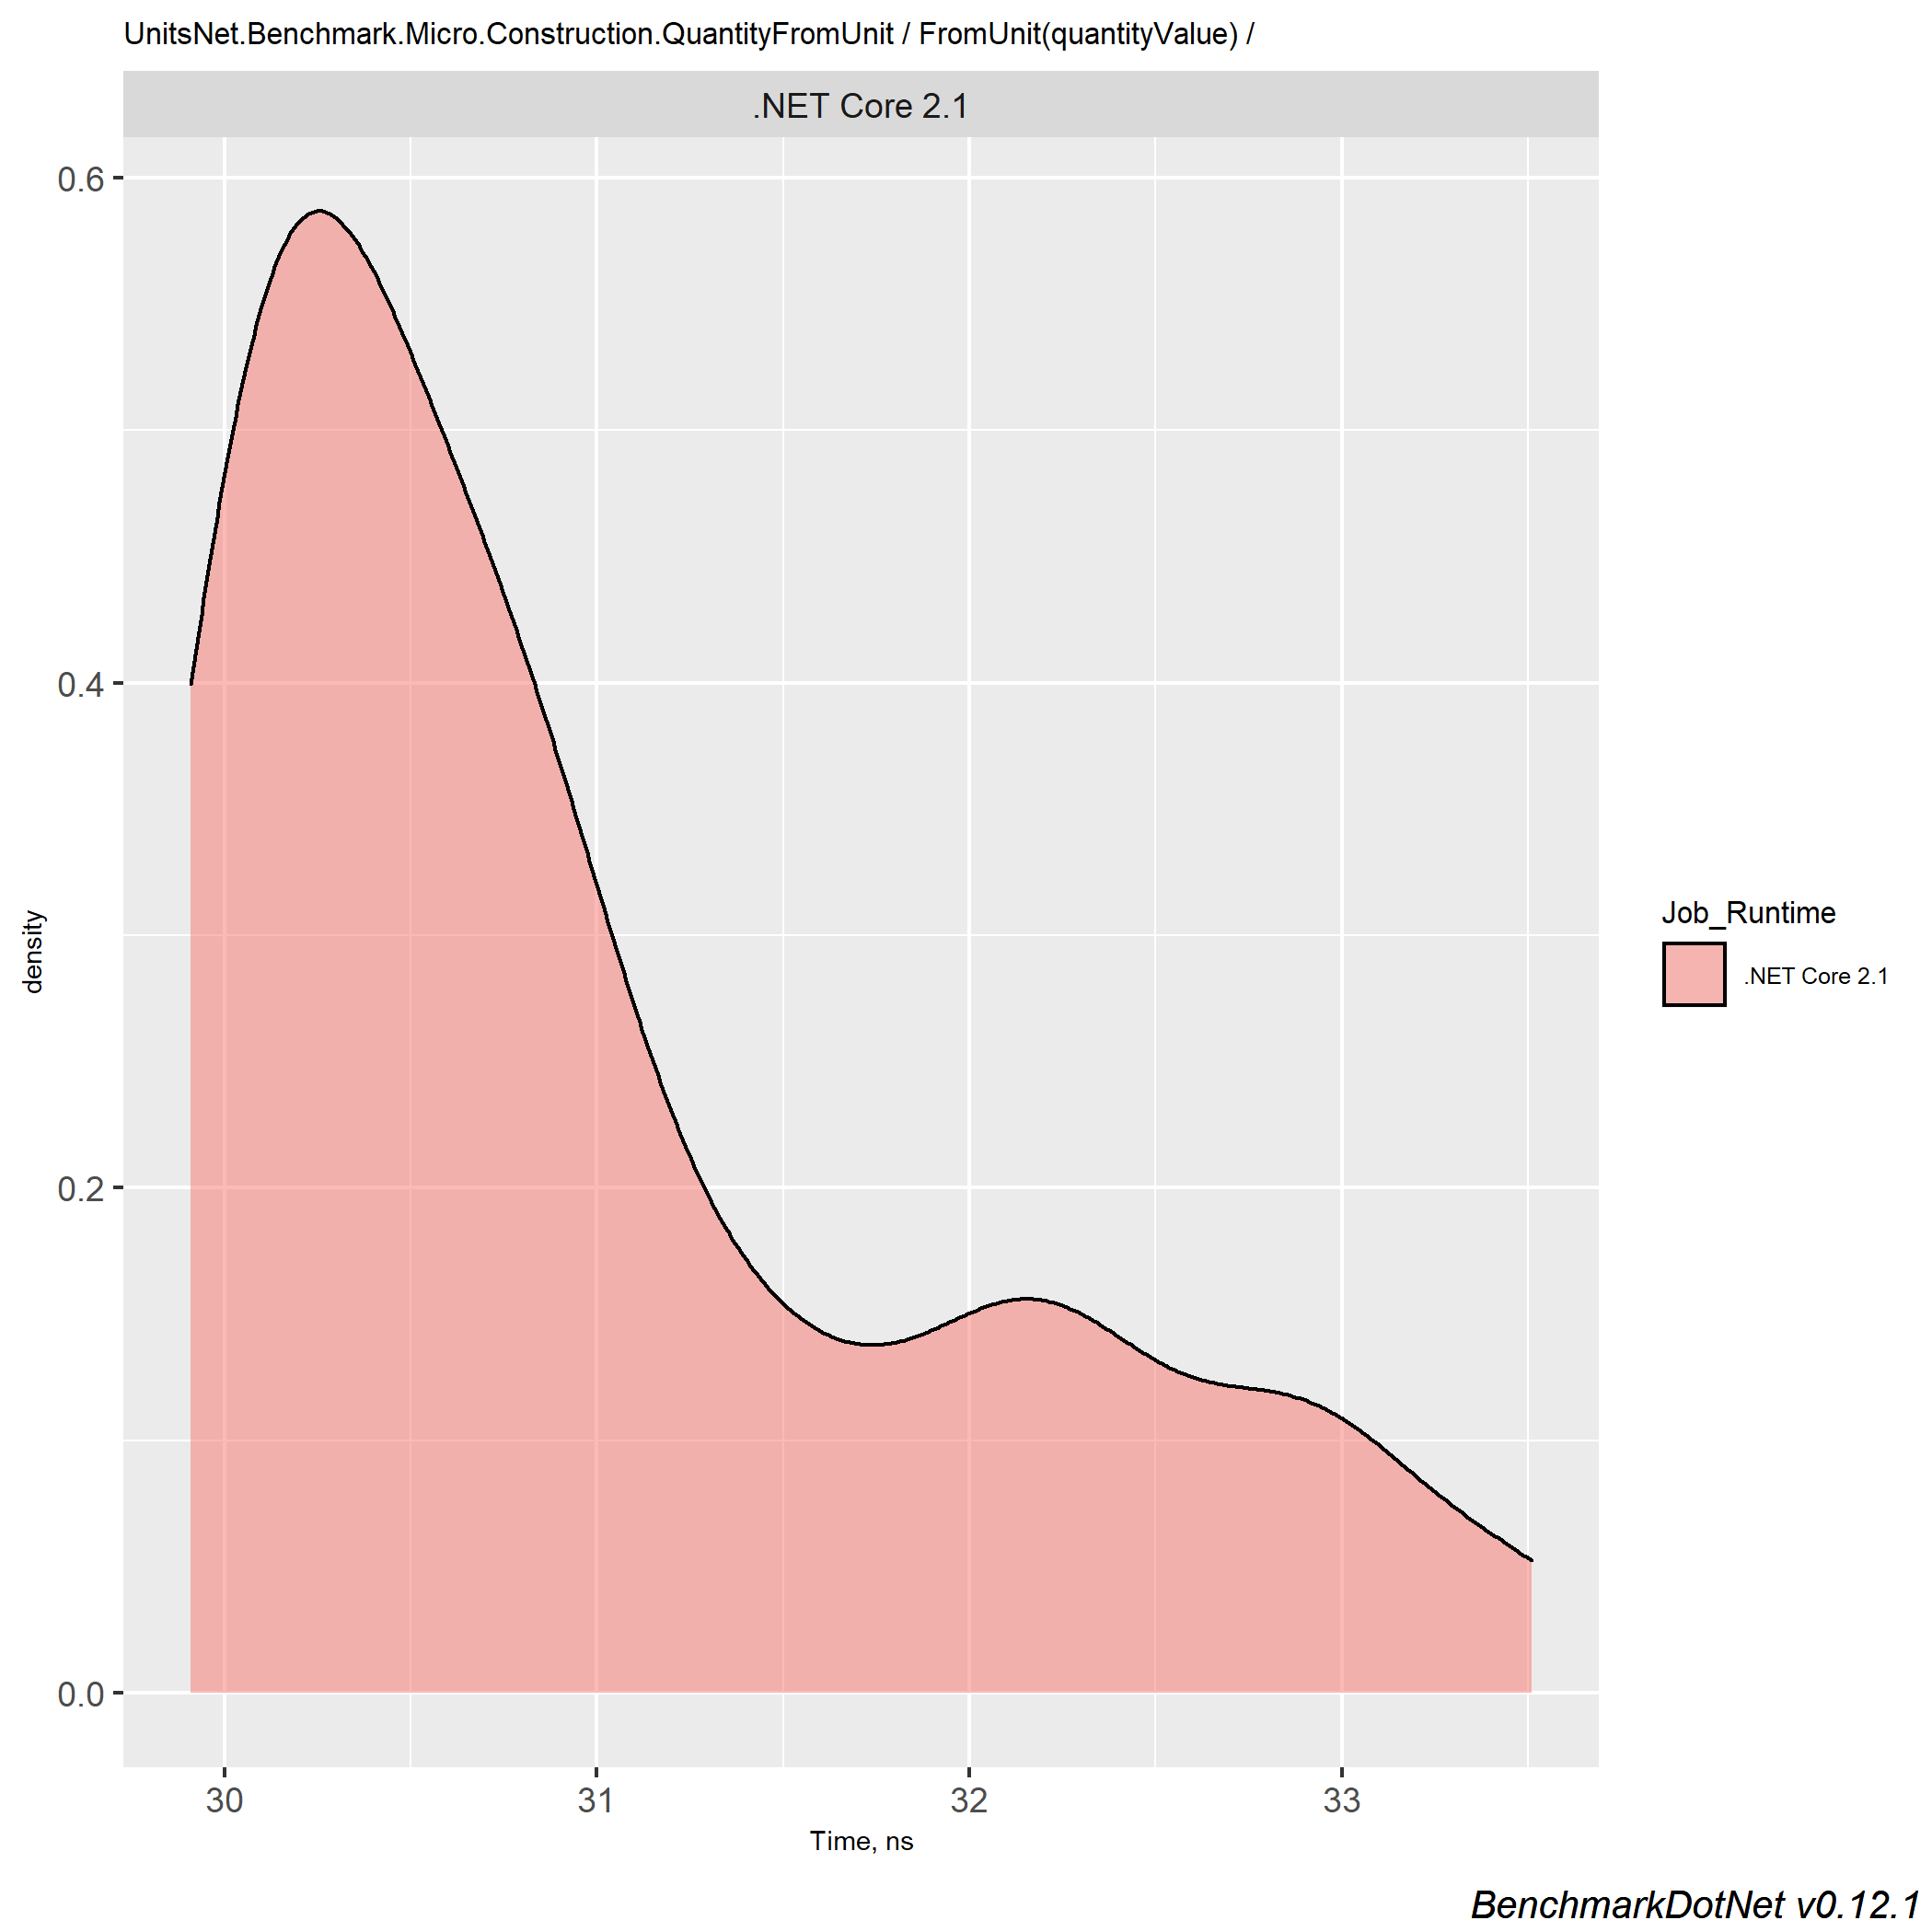 UnitsNet.Benchmark.Micro.Construction.QuantityFromUnit / FromUnit(quantityValue) /
.NET Core 2.1
0.6
0.4
0.2
0.0
density
30 31 32 33
Time, ns
Job_Runtime
.NET Core 2.1
BenchmarkDotNet v0.12.1